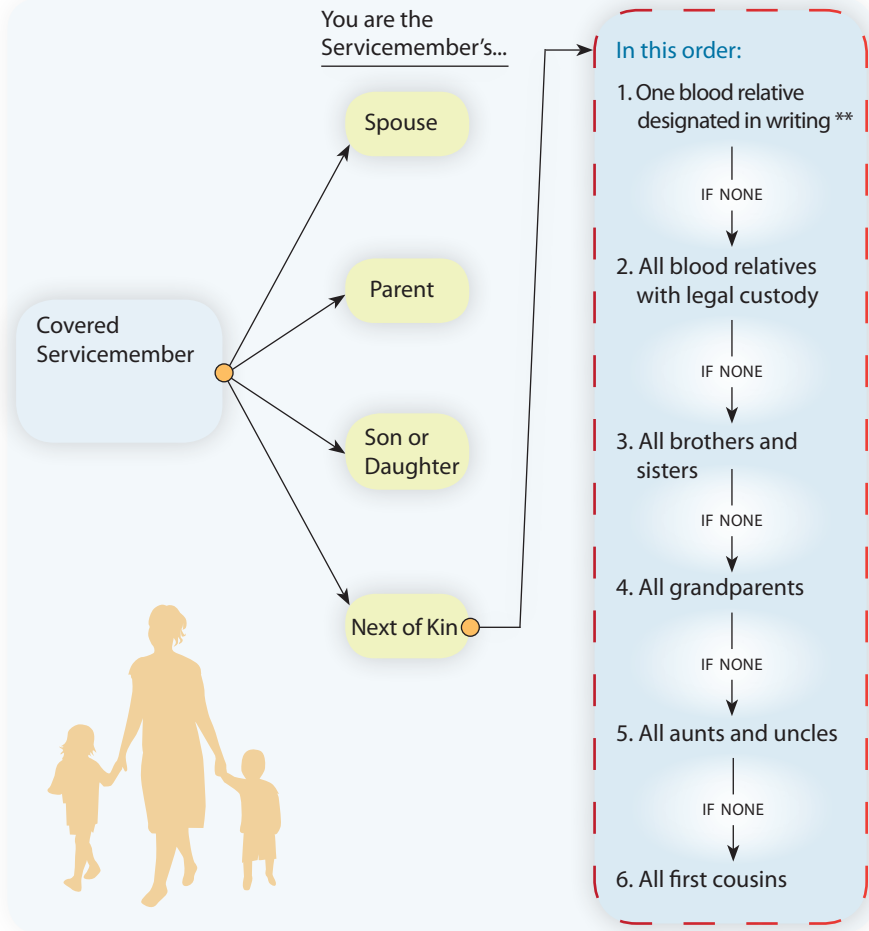 You are the
Servicemember's...
Spouse
Parent
Covered
Servicemember
Son or
Daughter
Next of Kin
In this order:
1. One blood relative
designated in writing **
IF NONE
2. All blood relatives
with legal custody
IF NONE
3. All brothers and
sisters
IF NONE
4. All grandparents
IF NONE
5. All aunts and uncles
IF NONE
6. All first cousins